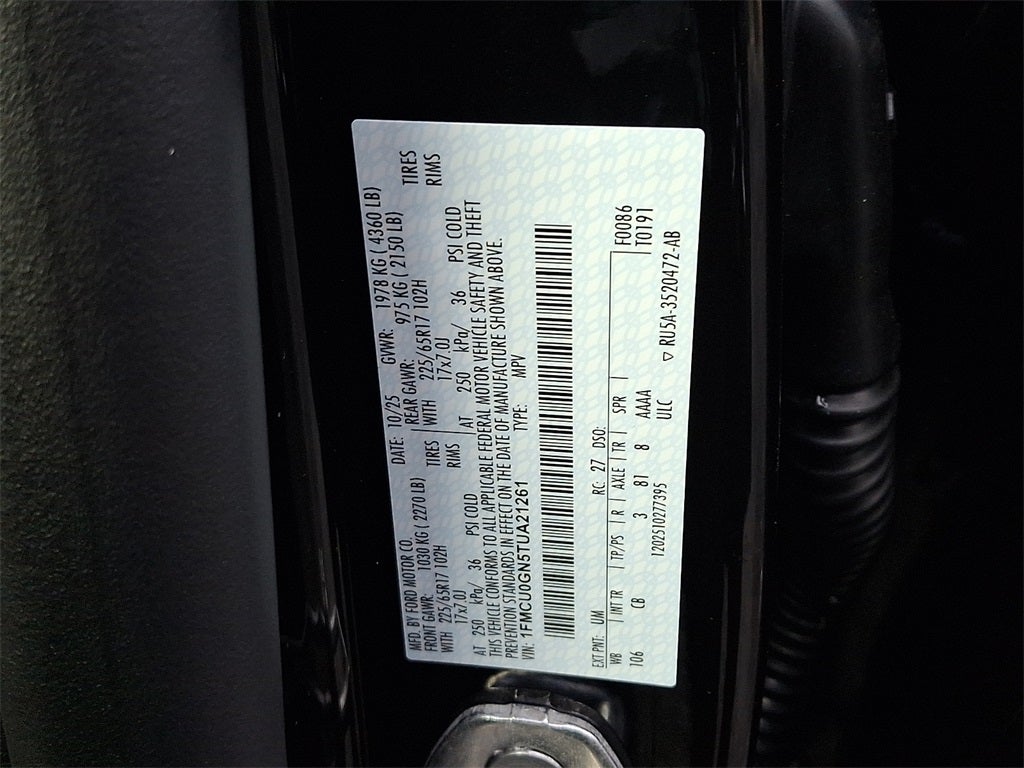 MFD. BY FORD MOTOR CO. DATE: 10/25 GVWR: 1978 KG ( 4360 LB)
FRONT GAWR: 1030 KG ( 2270 LB) REAR GAWR: 975 KG ( 2150 LB)
WITH 225/65R17 102H TIRES WITH 225/65R17 102H TIRES
17x7.0J RIMS 17x7.0J RIMS
AT 250 kPa/ 36 PSI COLD AT 250 kPa/ 36 PSI COLD
THIS VEHICLE CONFORMS TO ALL APPLICABLE FEDERAL MOTOR VEHICLE SAFETY AND THEFT
PREVENTION STANDARDS IN EFFECT ON THE DATE OF MANUFACTURE SHOWN ABOVE.
VIN: 1FMCU0GN5TUA21261 TYPE: MPV
EXT PNT: UM RC: 27 DSO: F0086
WB INT TR TP/PS R AXLE TR SPR T0191
106 CB 3 81 8 AAAA
ULC
120251027395 ▽ RU5A-3520472-AB